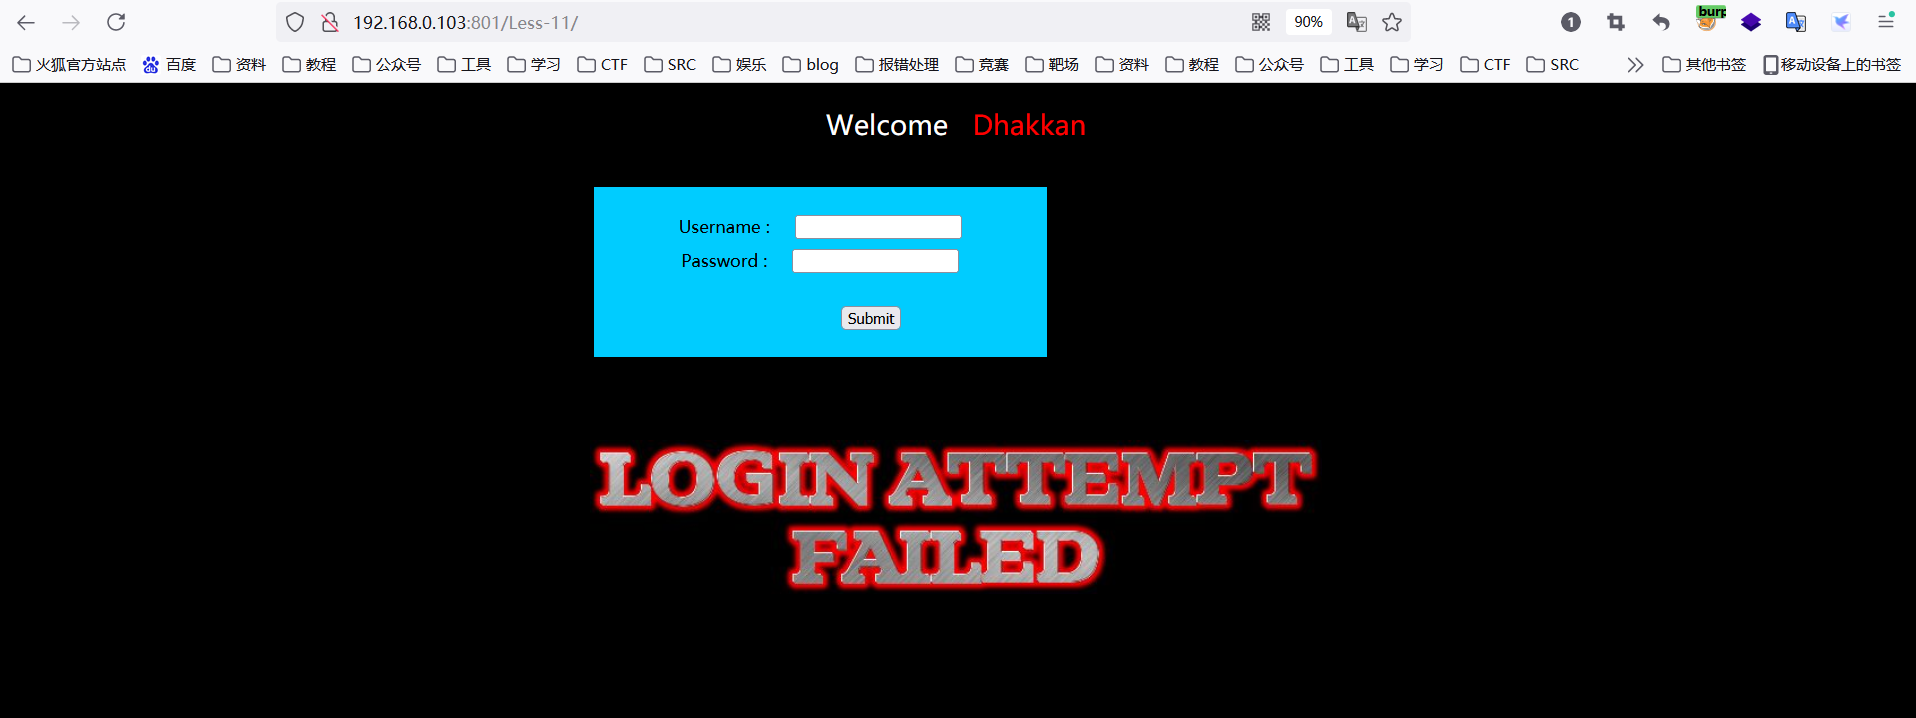 192.168.0.103:801/Less-11/ 90% 1 burp
火狐官方站点 百度 资料 教程 公众号 工具 学习 CTF SRC 娱乐 blog 报错处理 竞赛 靶场 资料 教程 公众号 工具 学习 CTF SRC 其他书签 移动设备上的书签
Welcome Dhakkan
Username :
Password :
Submit
LOGIN ATTEMPT
FAILED